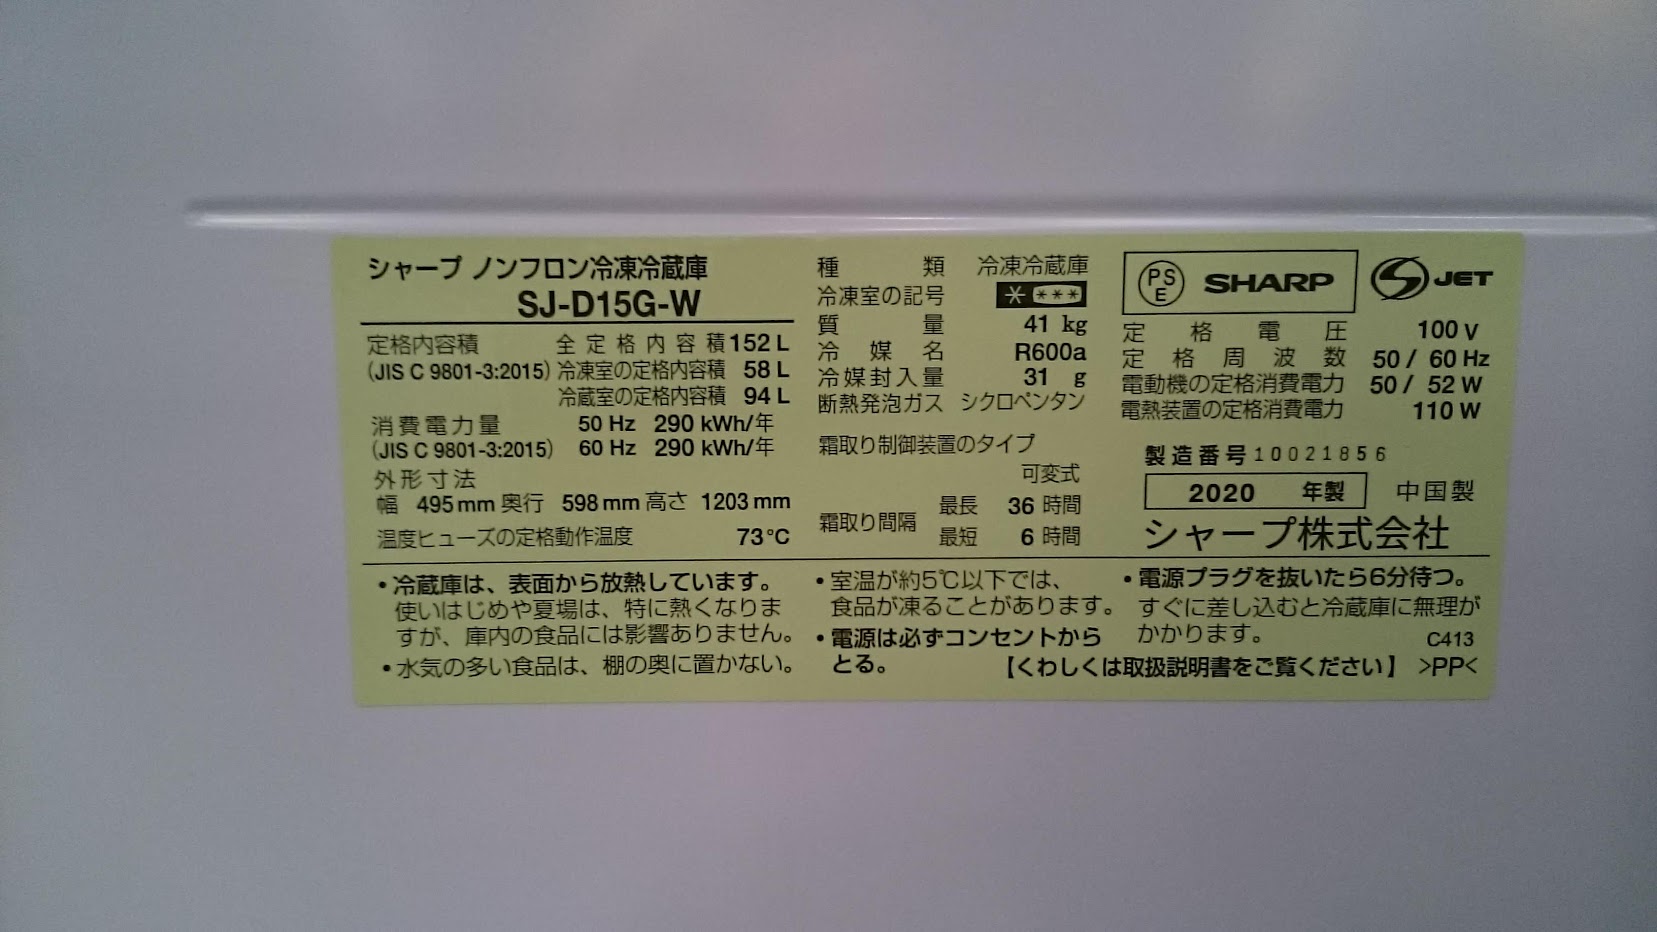 シャープ ノンフロン冷凍冷蔵庫
SJ-D15G-W
定格内容積 全定格内容積 152 L
(JIS C 9801-3:2015) 冷凍室の定格内容積 58 L
冷蔵室の定格内容積 94 L
消費電力量 50 Hz 290 kWh/年
(JIS C 9801-3:2015) 60 Hz 290 kWh/年
外形寸法
幅 495 mm 奥行 598 mm 高さ 1203 mm
温度ヒューズの定格動作温度 73℃
種類 冷凍冷蔵庫
冷凍室の記号 * ***
質量 41 kg
冷媒名 R600a
冷媒封入量 31 g
断熱発泡ガス シクロペンタン
霜取り制御装置のタイプ
可変式
霜取り間隔 最長 36 時間
最短 6 時間
PSE SHARP S JET
定格電圧 100 V
定格周波数 50 / 60 Hz
電動機の定格消費電力 50 / 52 W
電熱装置の定格消費電力 110 W
製造番号 10021856
2020 年製 中国製
シャープ株式会社
・冷蔵庫は、表面から放熱しています。
使いはじめや夏場は、特に熱くなりま
すが、庫内の食品には影響ありません。
・水気の多い食品は、棚の奥に置かない。
・室温が約5℃以下では、
食品が凍ることがあります。
・電源は必ずコンセントから
とる。
・電源プラグを抜いたら6分待つ。
すぐに差し込むと冷蔵庫に無理が
かかります。 C413
【くわしくは取扱説明書をご覧ください】 >PP<